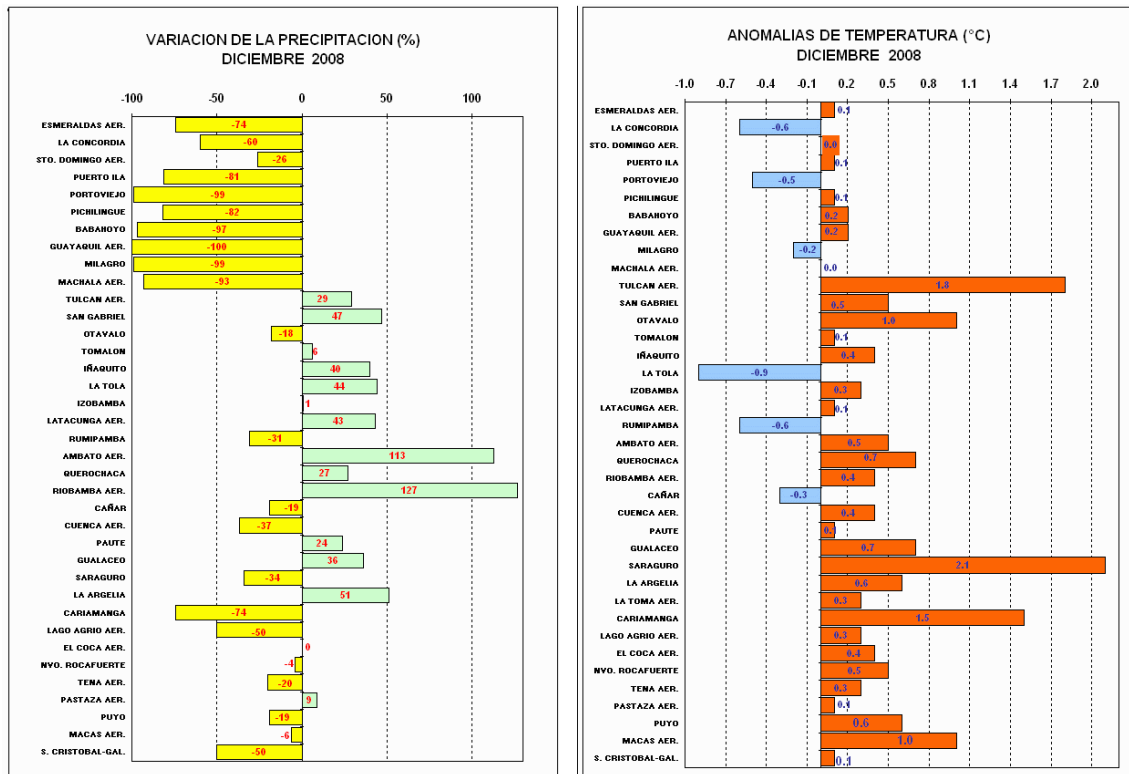 VARIACION DE LA PRECIPITACION (%)
DICIEMBRE 2008
-100 -50 0 50 100
ESMERALDAS AER. -74
LA CONCORDIA -60
STO. DOMINGO AER. -26
PUERTO ILA -81
PORTOVIEJO -99
PICHILINGUE -82
BABAHOYO -97
GUAYAQUIL AER. -100
MILAGRO -99
MACHALA AER. -93
TULCAN AER. 29
SAN GABRIEL 47
OTAVALO -18
TOMALON 6
IÑAQUITO 40
LA TOLA 44
IZOBAMBA 1
LATACUNGA AER. 43
RUMIPAMBA -31
AMBATO AER. 113
QUEROCHACA 27
RIOBAMBA AER. 127
CAÑAR -19
CUENCA AER. -37
PAUTE 24
GUALACEO 36
SARAGURO -34
LA ARGELIA 51
CARIAMANGA -74
LAGO AGRIO AER. -50
EL COCA AER. 0
NVO. ROCAFUERTE -4
TENA AER. -20
PASTAZA AER. 9
PUYO -19
MACAS AER. -6
S. CRISTOBAL-GAL. -50
ANOMALIAS DE TEMPERATURA (°C)
DICIEMBRE 2008
-1.0 -0.7 -0.4 -0.1 0.2 0.5 0.8 1.1 1.4 1.7 2.0
ESMERALDAS AER. 0.1
LA CONCORDIA -0.6
STO. DOMINGO AER. 0.0
PUERTO ILA 0.1
PORTOVIEJO -0.5
PICHILINGUE 0.1
BABAHOYO 0.2
GUAYAQUIL AER. 0.2
MILAGRO -0.2
MACHALA AER. 0.0
TULCAN AER. 1.8
SAN GABRIEL 0.5
OTAVALO 1.0
TOMALON 0.1
IÑAQUITO 0.4
LA TOLA -0.9
IZOBAMBA 0.3
LATACUNGA AER. 0.1
RUMIPAMBA -0.6
AMBATO AER. 0.5
QUEROCHACA 0.7
RIOBAMBA AER. 0.4
CAÑAR -0.3
CUENCA AER. 0.4
PAUTE 0.1
GUALACEO 0.7
SARAGURO 2.1
LA ARGELIA 0.6
LA TOMA AER. 0.3
CARIAMANGA 1.5
LAGO AGRIO AER. 0.3
EL COCA AER. 0.4
NVO. ROCAFUERTE 0.5
TENA AER. 0.3
PASTAZA AER. 0.1
PUYO 0.6
MACAS AER. 1.0
S. CRISTOBAL-GAL. 0.1